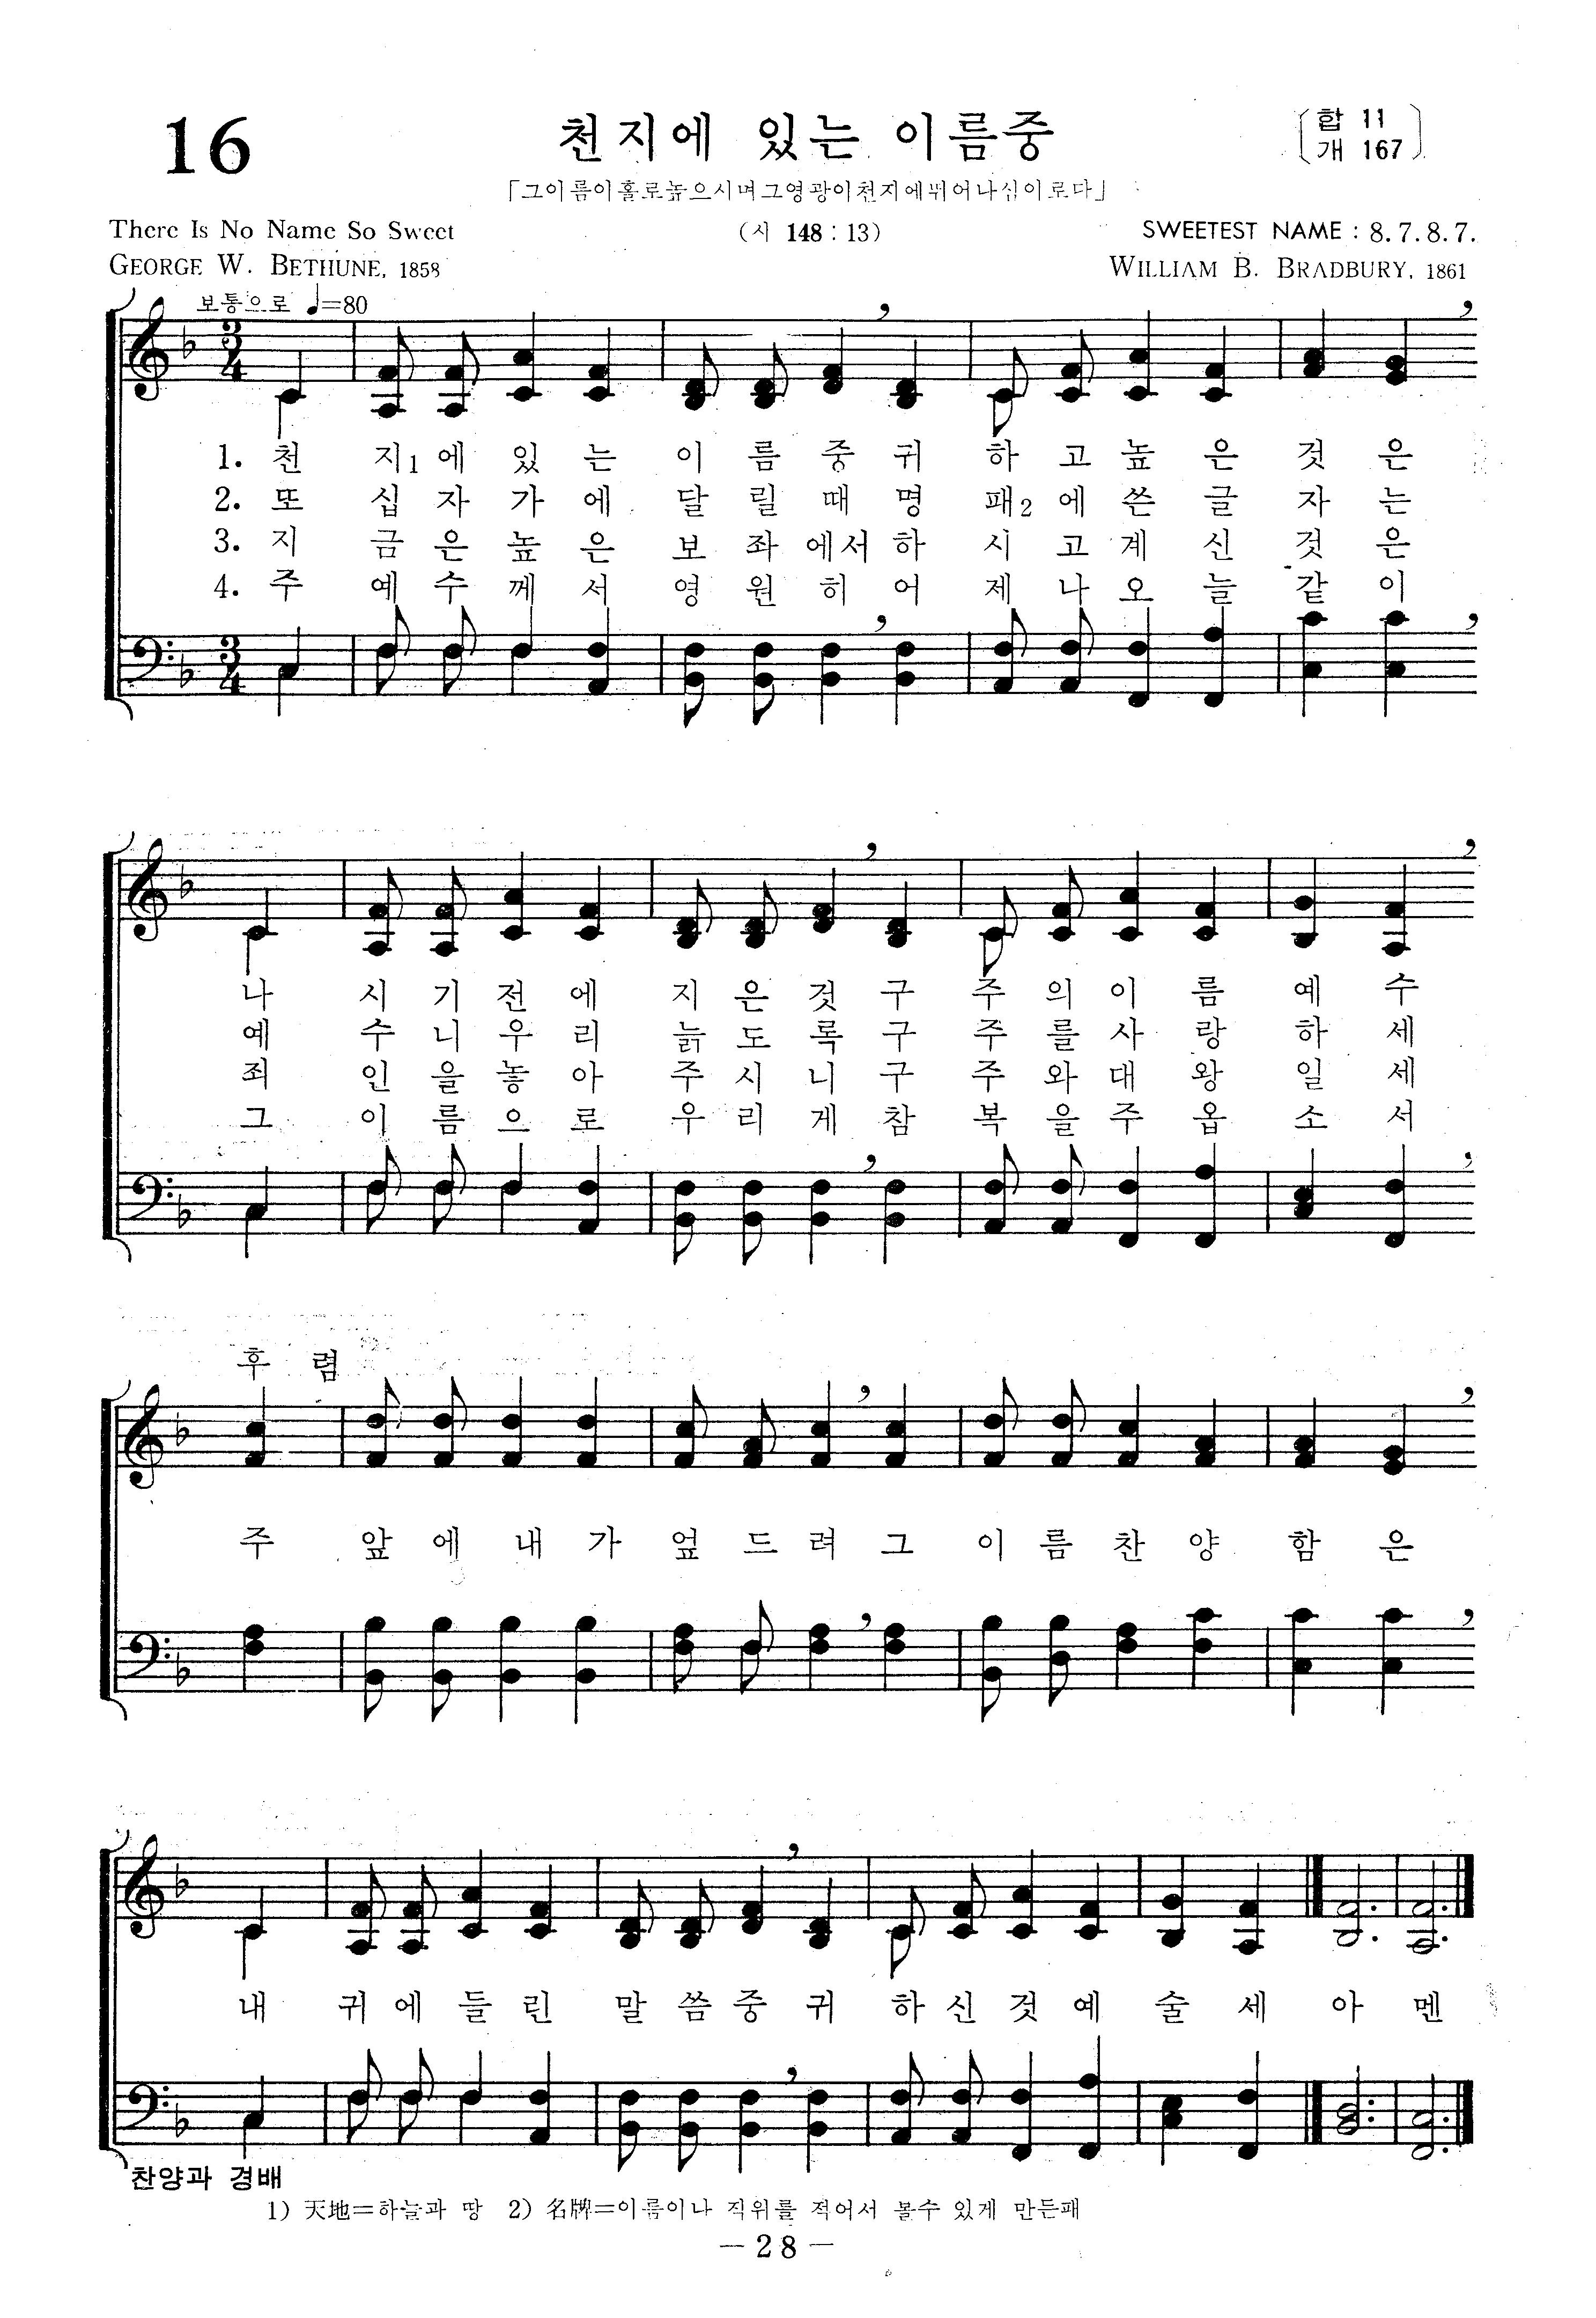 16
천지에 있는 이름중
〔합 11
개 167〕
「그이름이홀로높으시며그영광이천지에뛰어나심이로다」
There Is No Name So Sweet
(시 148 : 13)
SWEETEST NAME : 8. 7. 8. 7.
GEORGE W. BETHUNE, 1858
WILLIAM B. BRADBURY, 1861
보통으로 ♩=80
1. 천 지1 에 있 는 이 름 중 귀 하 고 높 은 것 은
2. 또 십 자 가 에 달 릴 때 명 패2 에 쓴 글 자 는
3. 지 금 은 높 은 보 좌 에서 하 시 고 계 신 것 은
4. 주 예 수 께 서 영 원 히 어 제 나 오 늘 같 이
나 시 기 전 에 지 은 것 구 주 의 이 름 예 수
예 수 니 우 리 늙 도 록 구 주 를 사 랑 하 세
죄 인 을 놓 아 주 시 니 구 주 와 대 왕 일 세
그 이 름 으 로 우 리 게 참 복 을 주 옵 소 서
후 렴
주 앞 에 내 가 엎 드 려 그 이 름 찬 양 함 은
내 귀 에 들 린 말 씀 중 귀 하 신 것 예 술 세 아 멘
찬양과 경배
1) 天地=하늘과 땅 2) 名牌=이름이나 직위를 적어서 볼수 있게 만든패
— 28 —